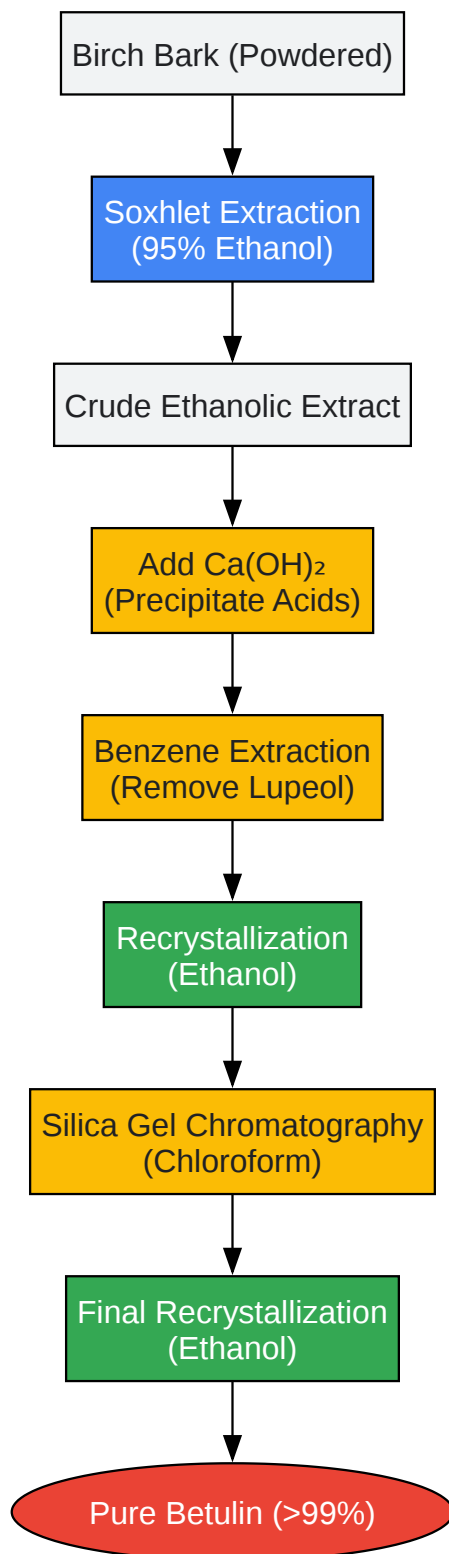 Birch Bark (Powdered)
Soxhlet Extraction
(95% Ethanol)
Crude Ethanolic Extract
Add Ca(OH)₂
(Precipitate Acids)
Benzene Extraction
(Remove Lupeol)
Recrystallization
(Ethanol)
Silica Gel Chromatography
(Chloroform)
Final Recrystallization
(Ethanol)
Pure Betulin (>99%)